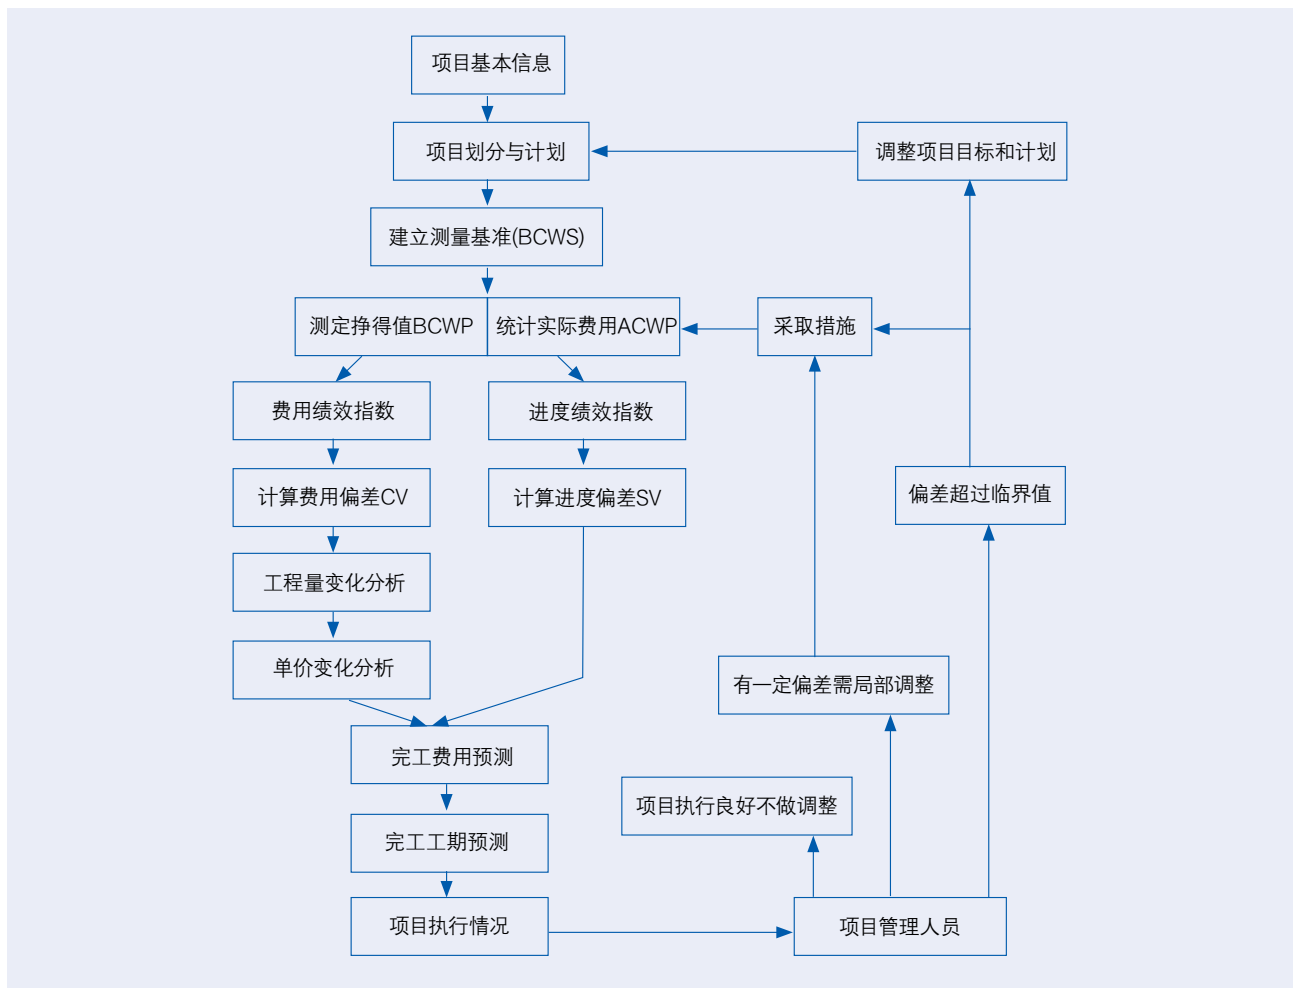 项目基本信息
项目划分与计划
调整项目目标和计划
建立测量基准(BCWS)
测定挣得值BCWP
统计实际费用ACWP
采取措施
费用绩效指数
进度绩效指数
计算费用偏差CV
计算进度偏差SV
偏差超过临界值
工程量变化分析
单价变化分析
有一定偏差需局部调整
完工费用预测
项目执行良好不做调整
完工工期预测
项目执行情况
项目管理人员